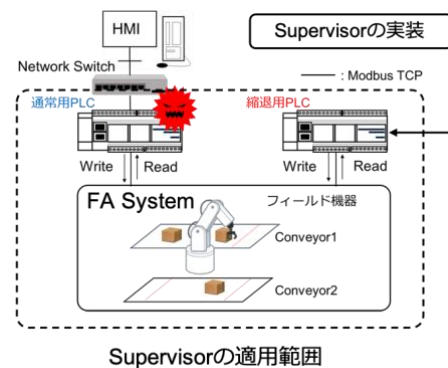 HMI
Supervisorの実装
Network Switch
: Modbus TCP
通常用PLC
縮退用PLC
Write
Read
Write
Read
FA System
フィールド機器
Conveyor1
Conveyor2
Supervisorの適用範囲